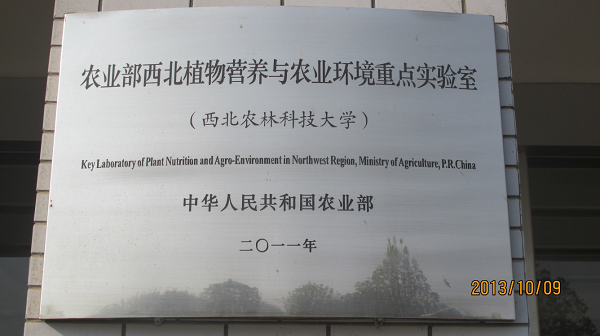 农业部西北植物营养与农业环境重点实验室
（西北农林科技大学）
Key Laboratory of Plant Nutrition and Agro-Environment in Northwest Region, Ministry of Agriculture, P.R.China
中华人民共和国农业部
二〇一一年
2013/10/09